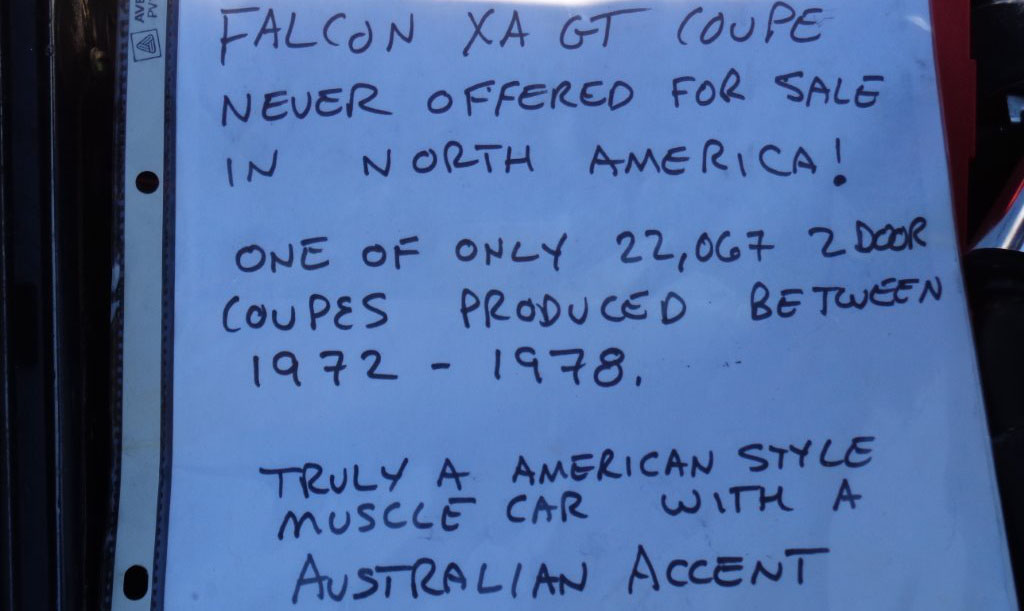 FALCON XA GT COUPE
NEVER OFFERED FOR SALE
IN NORTH AMERICA!
ONE OF ONLY 22,067 2 DOOR
COUPES PRODUCED BETWEEN
1972 - 1978.
TRULY A AMERICAN STYLE
MUSCLE CAR WITH A
AUSTRALIAN ACCENT